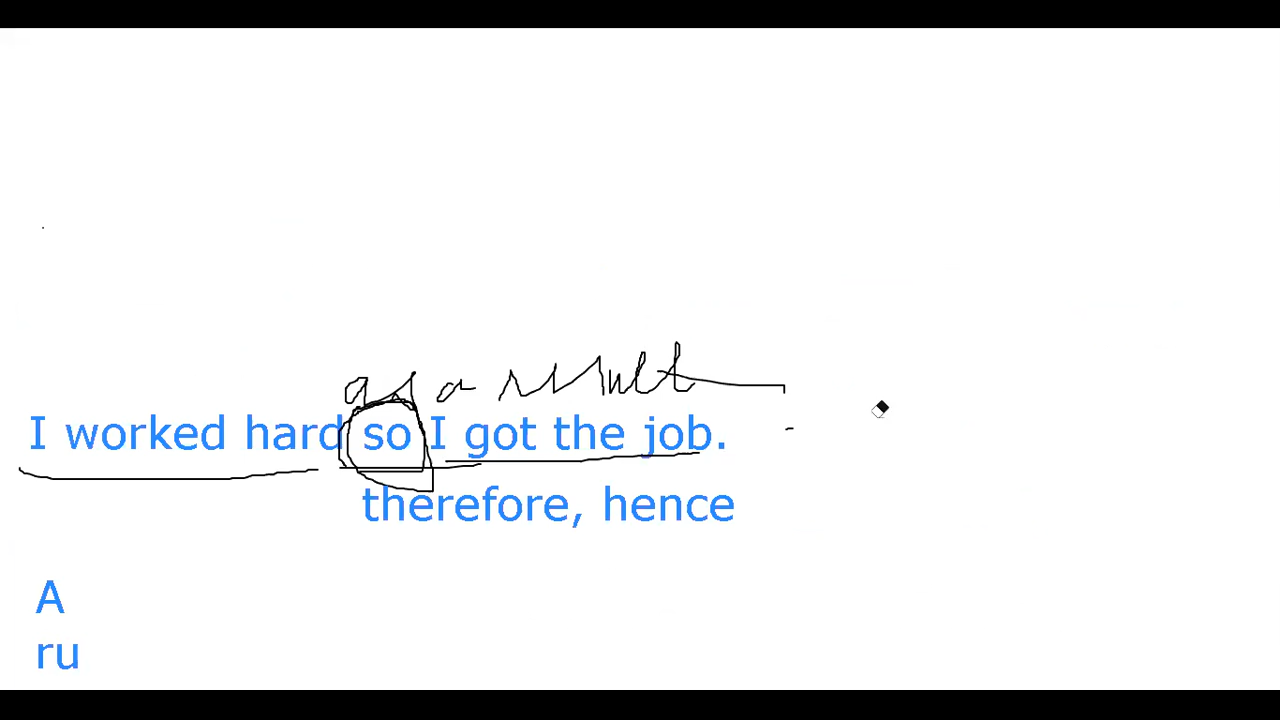 as a result
I worked hard so I got the job.
therefore, hence
A
ru